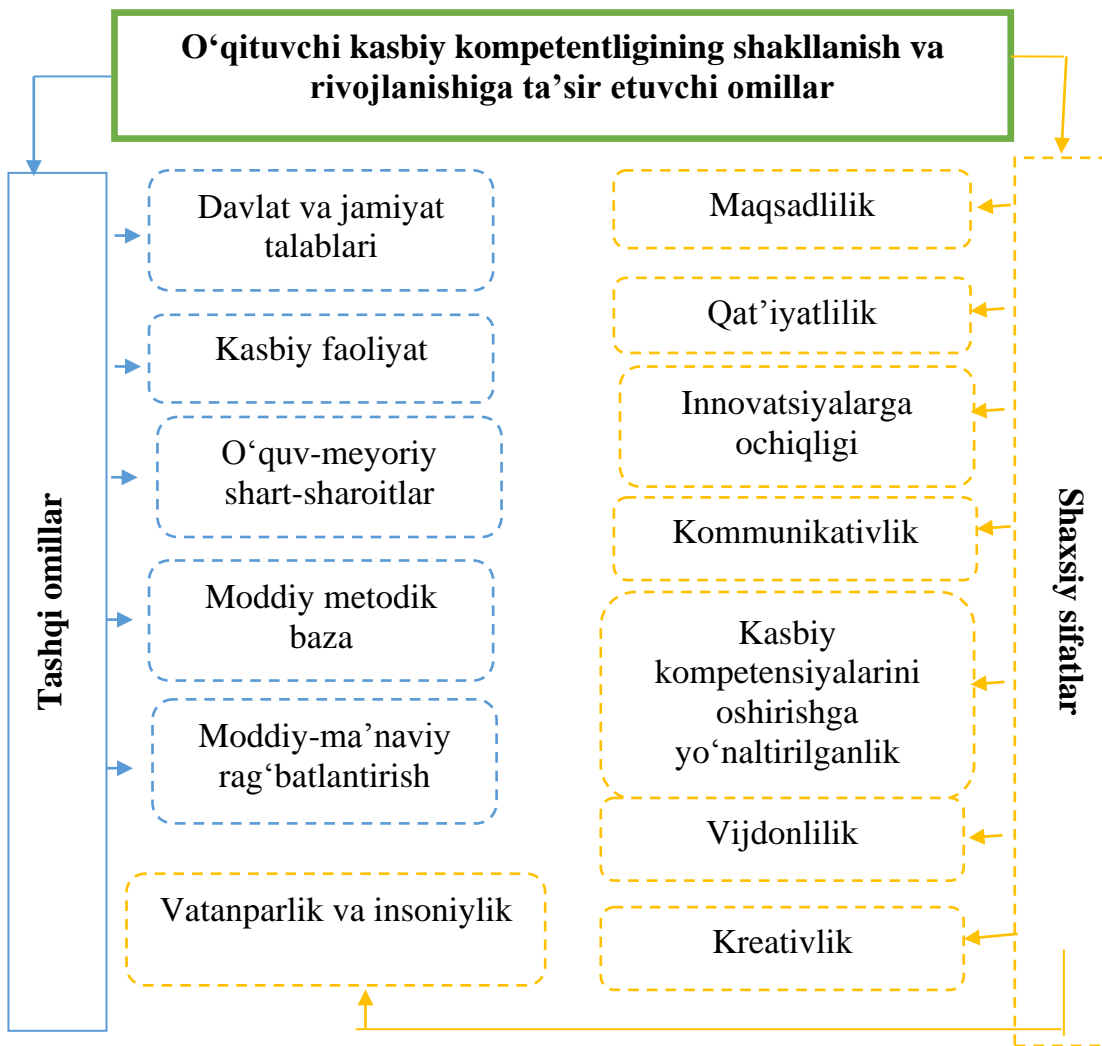 O‘qituvchi kasbiy kompetentligining shakllanish va
rivojlanishiga ta’sir etuvchi omillar
Tashqi omillar
Davlat va jamiyat
talablari
Kasbiy faoliyat
O‘quv-meyoriy
shart-sharoitlar
Moddiy metodik
baza
Moddiy-ma’naviy
rag‘batlantirish
Vatanparlik va insoniylik
Maqsadlilik
Qat’iyatlilik
Innovatsiyalarga
ochiqligi
Kommunikativlik
Kasbiy
kompetensiyalarini
oshirishga
yo‘naltirilganlik
Vijdonlilik
Kreativlik
Shaxsiy sifatlar